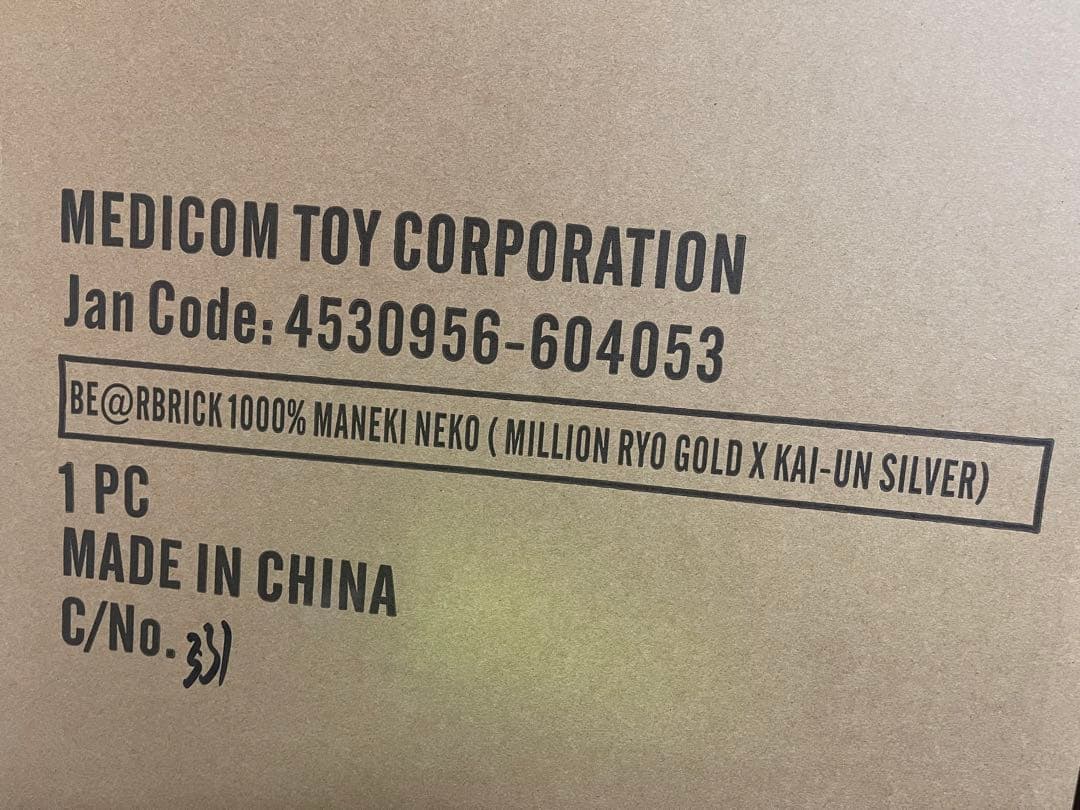 MEDICOM TOY CORPORATION
Jan Code: 4530956-604053
BE@RBRICK 1000% MANEKI NEKO ( MILLION RYO GOLD X KAI-UN SILVER)
1 PC
MADE IN CHINA
C/No. 331